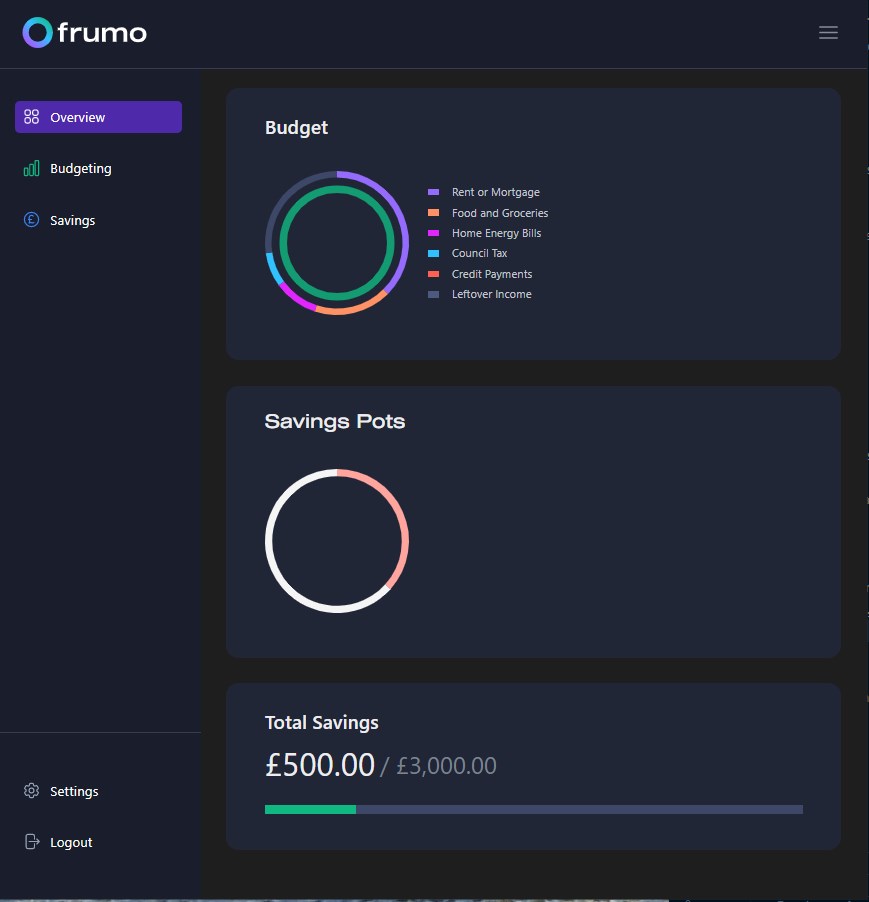 frumo
Overview
Budgeting
Savings
Settings
Logout
Budget
Rent or Mortgage
Food and Groceries
Home Energy Bills
Council Tax
Credit Payments
Leftover Income
Savings Pots
Total Savings
£500.00 / £3,000.00